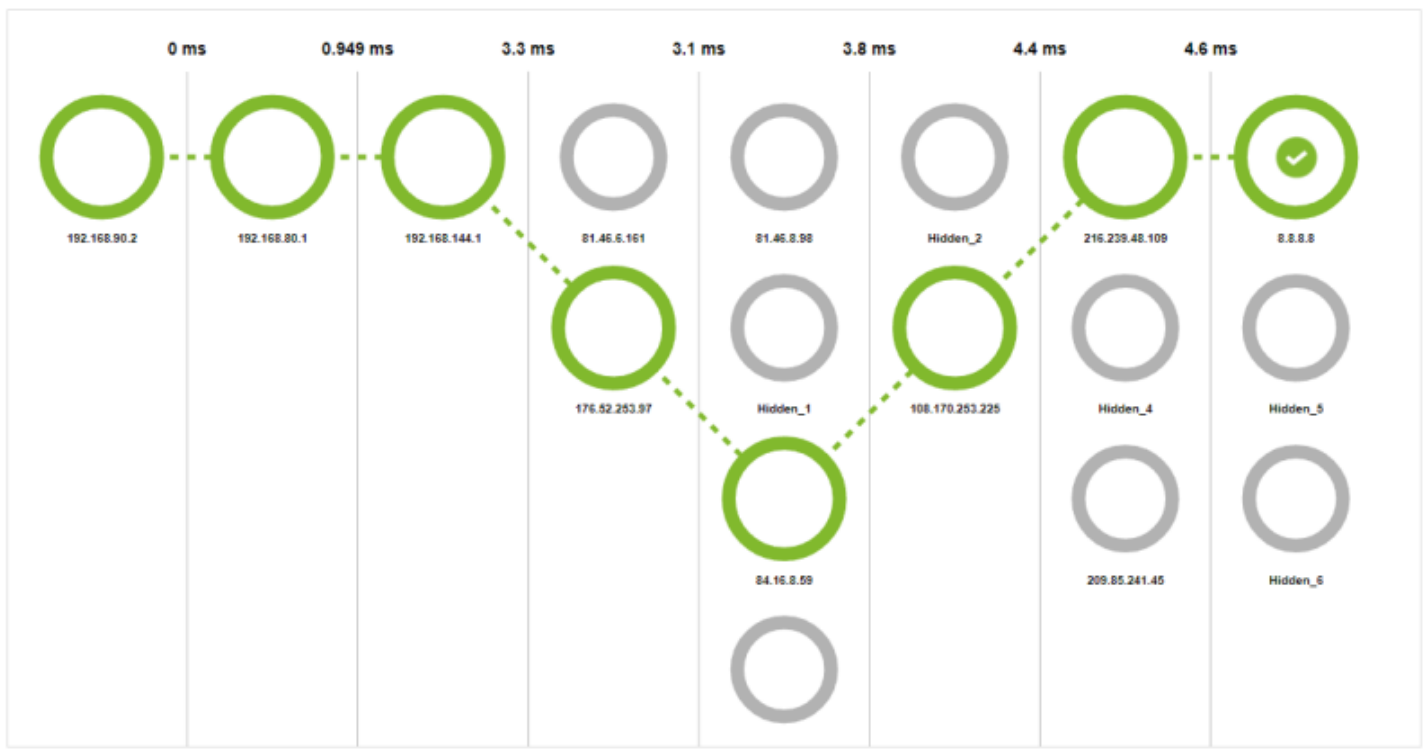 0 ms 0.949 ms 3.3 ms 3.1 ms 3.8 ms 4.4 ms 4.6 ms
192.168.90.2 192.168.80.1 192.168.144.1 81.46.6.161 81.46.8.98 Hidden_2 216.239.48.109 8.8.8.8
176.52.253.97 Hidden_1 108.170.253.225 Hidden_4 Hidden_5
84.16.8.59 209.85.241.45 Hidden_6